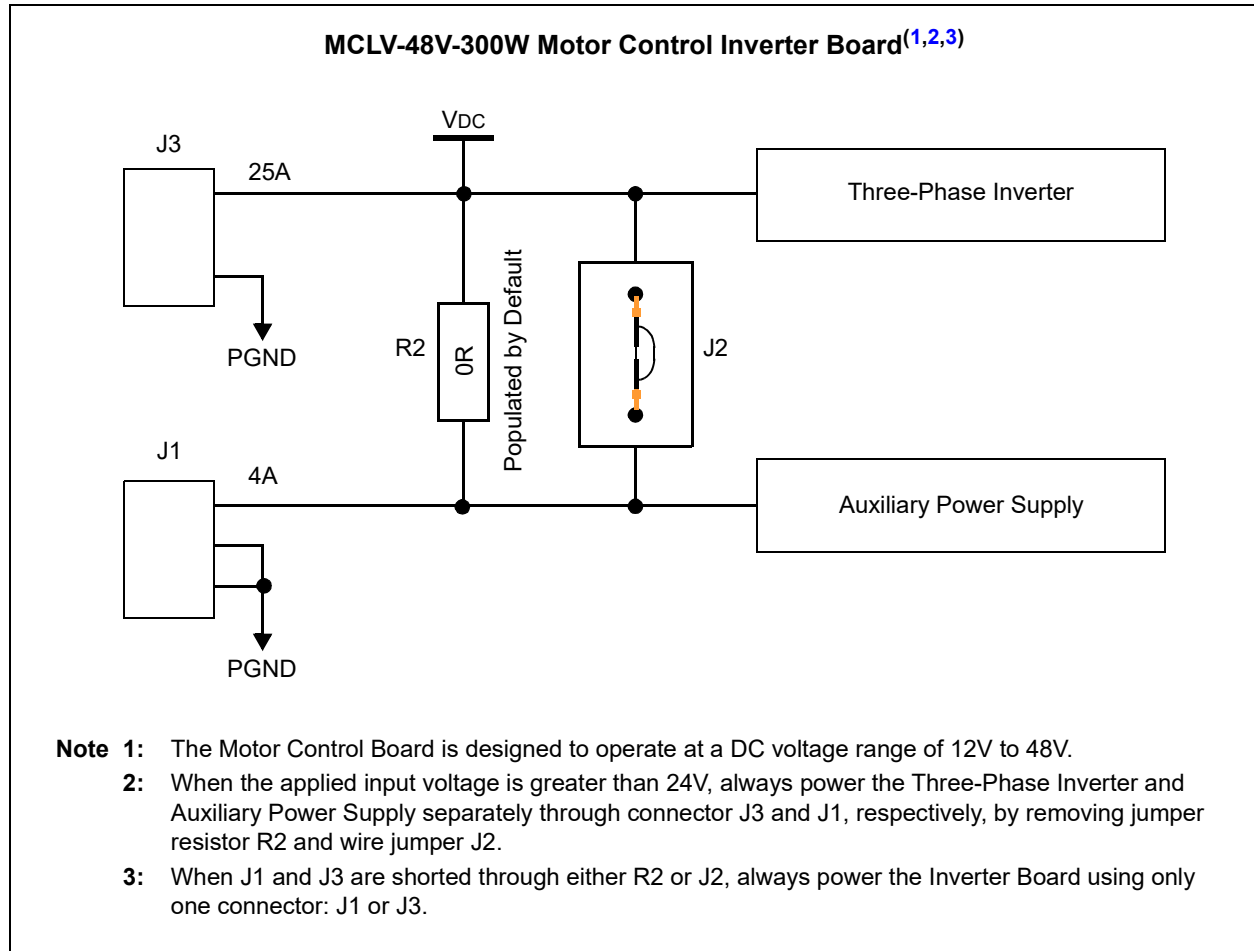 MCLV-48V-300W Motor Control Inverter Board(1,2,3)
VDC
J3
25A
Three-Phase Inverter
PGND
R2
0R
Populated by Default
J2
J1
4A
Auxiliary Power Supply
PGND
Note 1: The Motor Control Board is designed to operate at a DC voltage range of 12V to 48V.
2: When the applied input voltage is greater than 24V, always power the Three-Phase Inverter and
Auxiliary Power Supply separately through connector J3 and J1, respectively, by removing jumper
resistor R2 and wire jumper J2.
3: When J1 and J3 are shorted through either R2 or J2, always power the Inverter Board using only
one connector: J1 or J3.